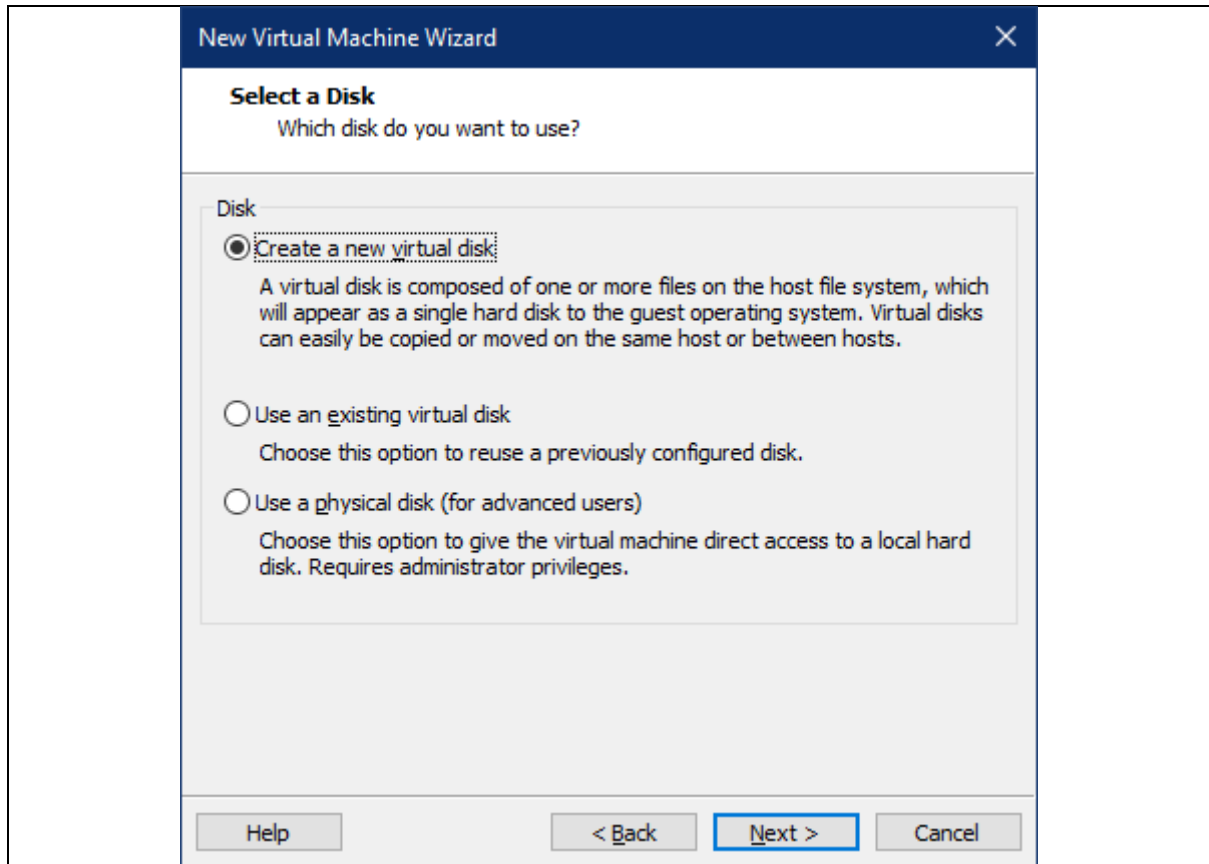 New Virtual Machine Wizard
Select a Disk
Which disk do you want to use?
Disk
Create a new virtual disk
A virtual disk is composed of one or more files on the host file system, which
will appear as a single hard disk to the guest operating system. Virtual disks
can easily be copied or moved on the same host or between hosts.
Use an existing virtual disk
Choose this option to reuse a previously configured disk.
Use a physical disk (for advanced users)
Choose this option to give the virtual machine direct access to a local hard
disk. Requires administrator privileges.
Help < Back Next > Cancel